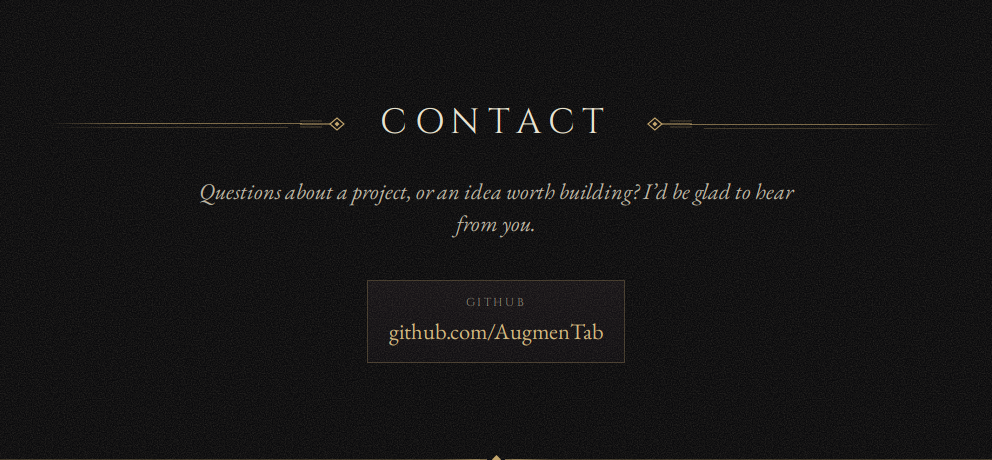 CONTACT
Questions about a project, or an idea worth building? I’d be glad to hear
from you.
GITHUB
github.com/AugmenTab